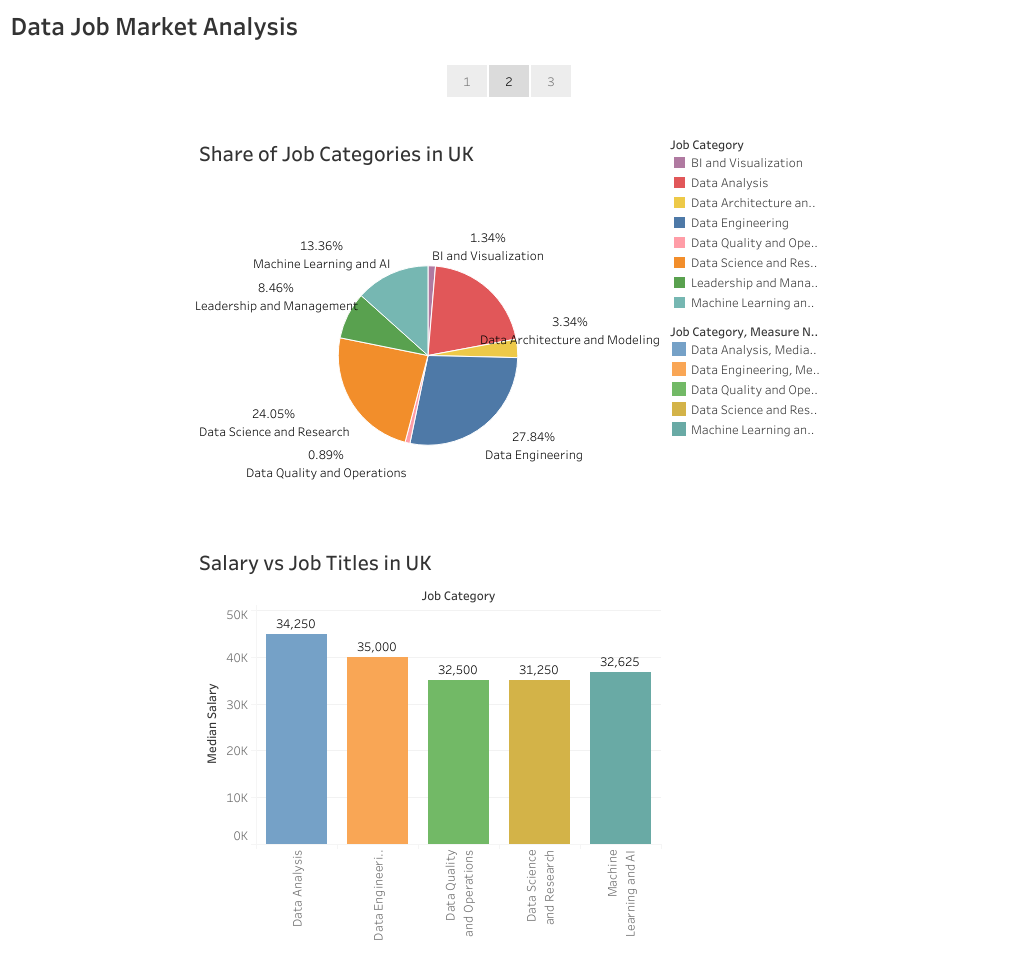 Data Job Market Analysis
1 2 3
Share of Job Categories in UK
13.36%
Machine Learning and AI
1.34%
BI and Visualization
8.46%
Leadership and Management
3.34%
Data Architecture and Modeling
24.05%
Data Science and Research
0.89%
Data Quality and Operations
27.84%
Data Engineering
Job Category
BI and Visualization
Data Analysis
Data Architecture an..
Data Engineering
Data Quality and Ope..
Data Science and Res..
Leadership and Mana..
Machine Learning an..
Job Category, Measure N..
Data Analysis, Media..
Data Engineering, Me..
Data Quality and Ope..
Data Science and Res..
Machine Learning an..
Salary vs Job Titles in UK
Job Category
Median Salary
50K
40K
30K
20K
10K
0K
34,250
35,000
32,500
31,250
32,625
Data Analysis
Data Engineeri..
Data Quality
and Operations
Data Science
and Research
Machine
Learning and AI